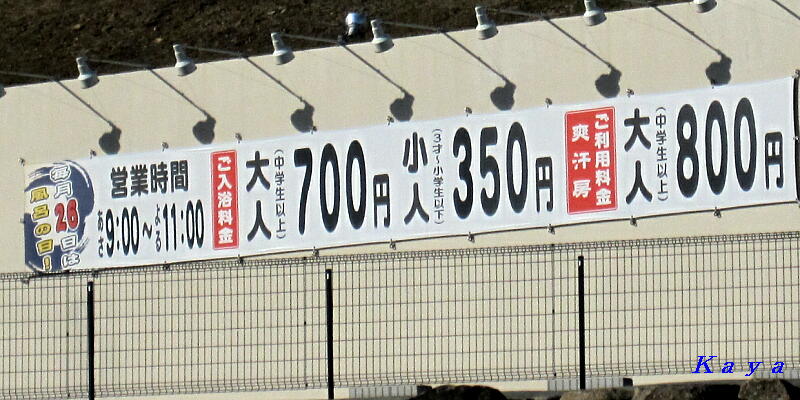 毎月26日は
風呂の日!
営業時間
あさ9:00～よる11:00
ご入浴料金
大人
(中学生以上)
700円
小人
(3才～小学生以下)
350円
ご利用料金
爽汗房
大人
(中学生以上)
800円
Kaya